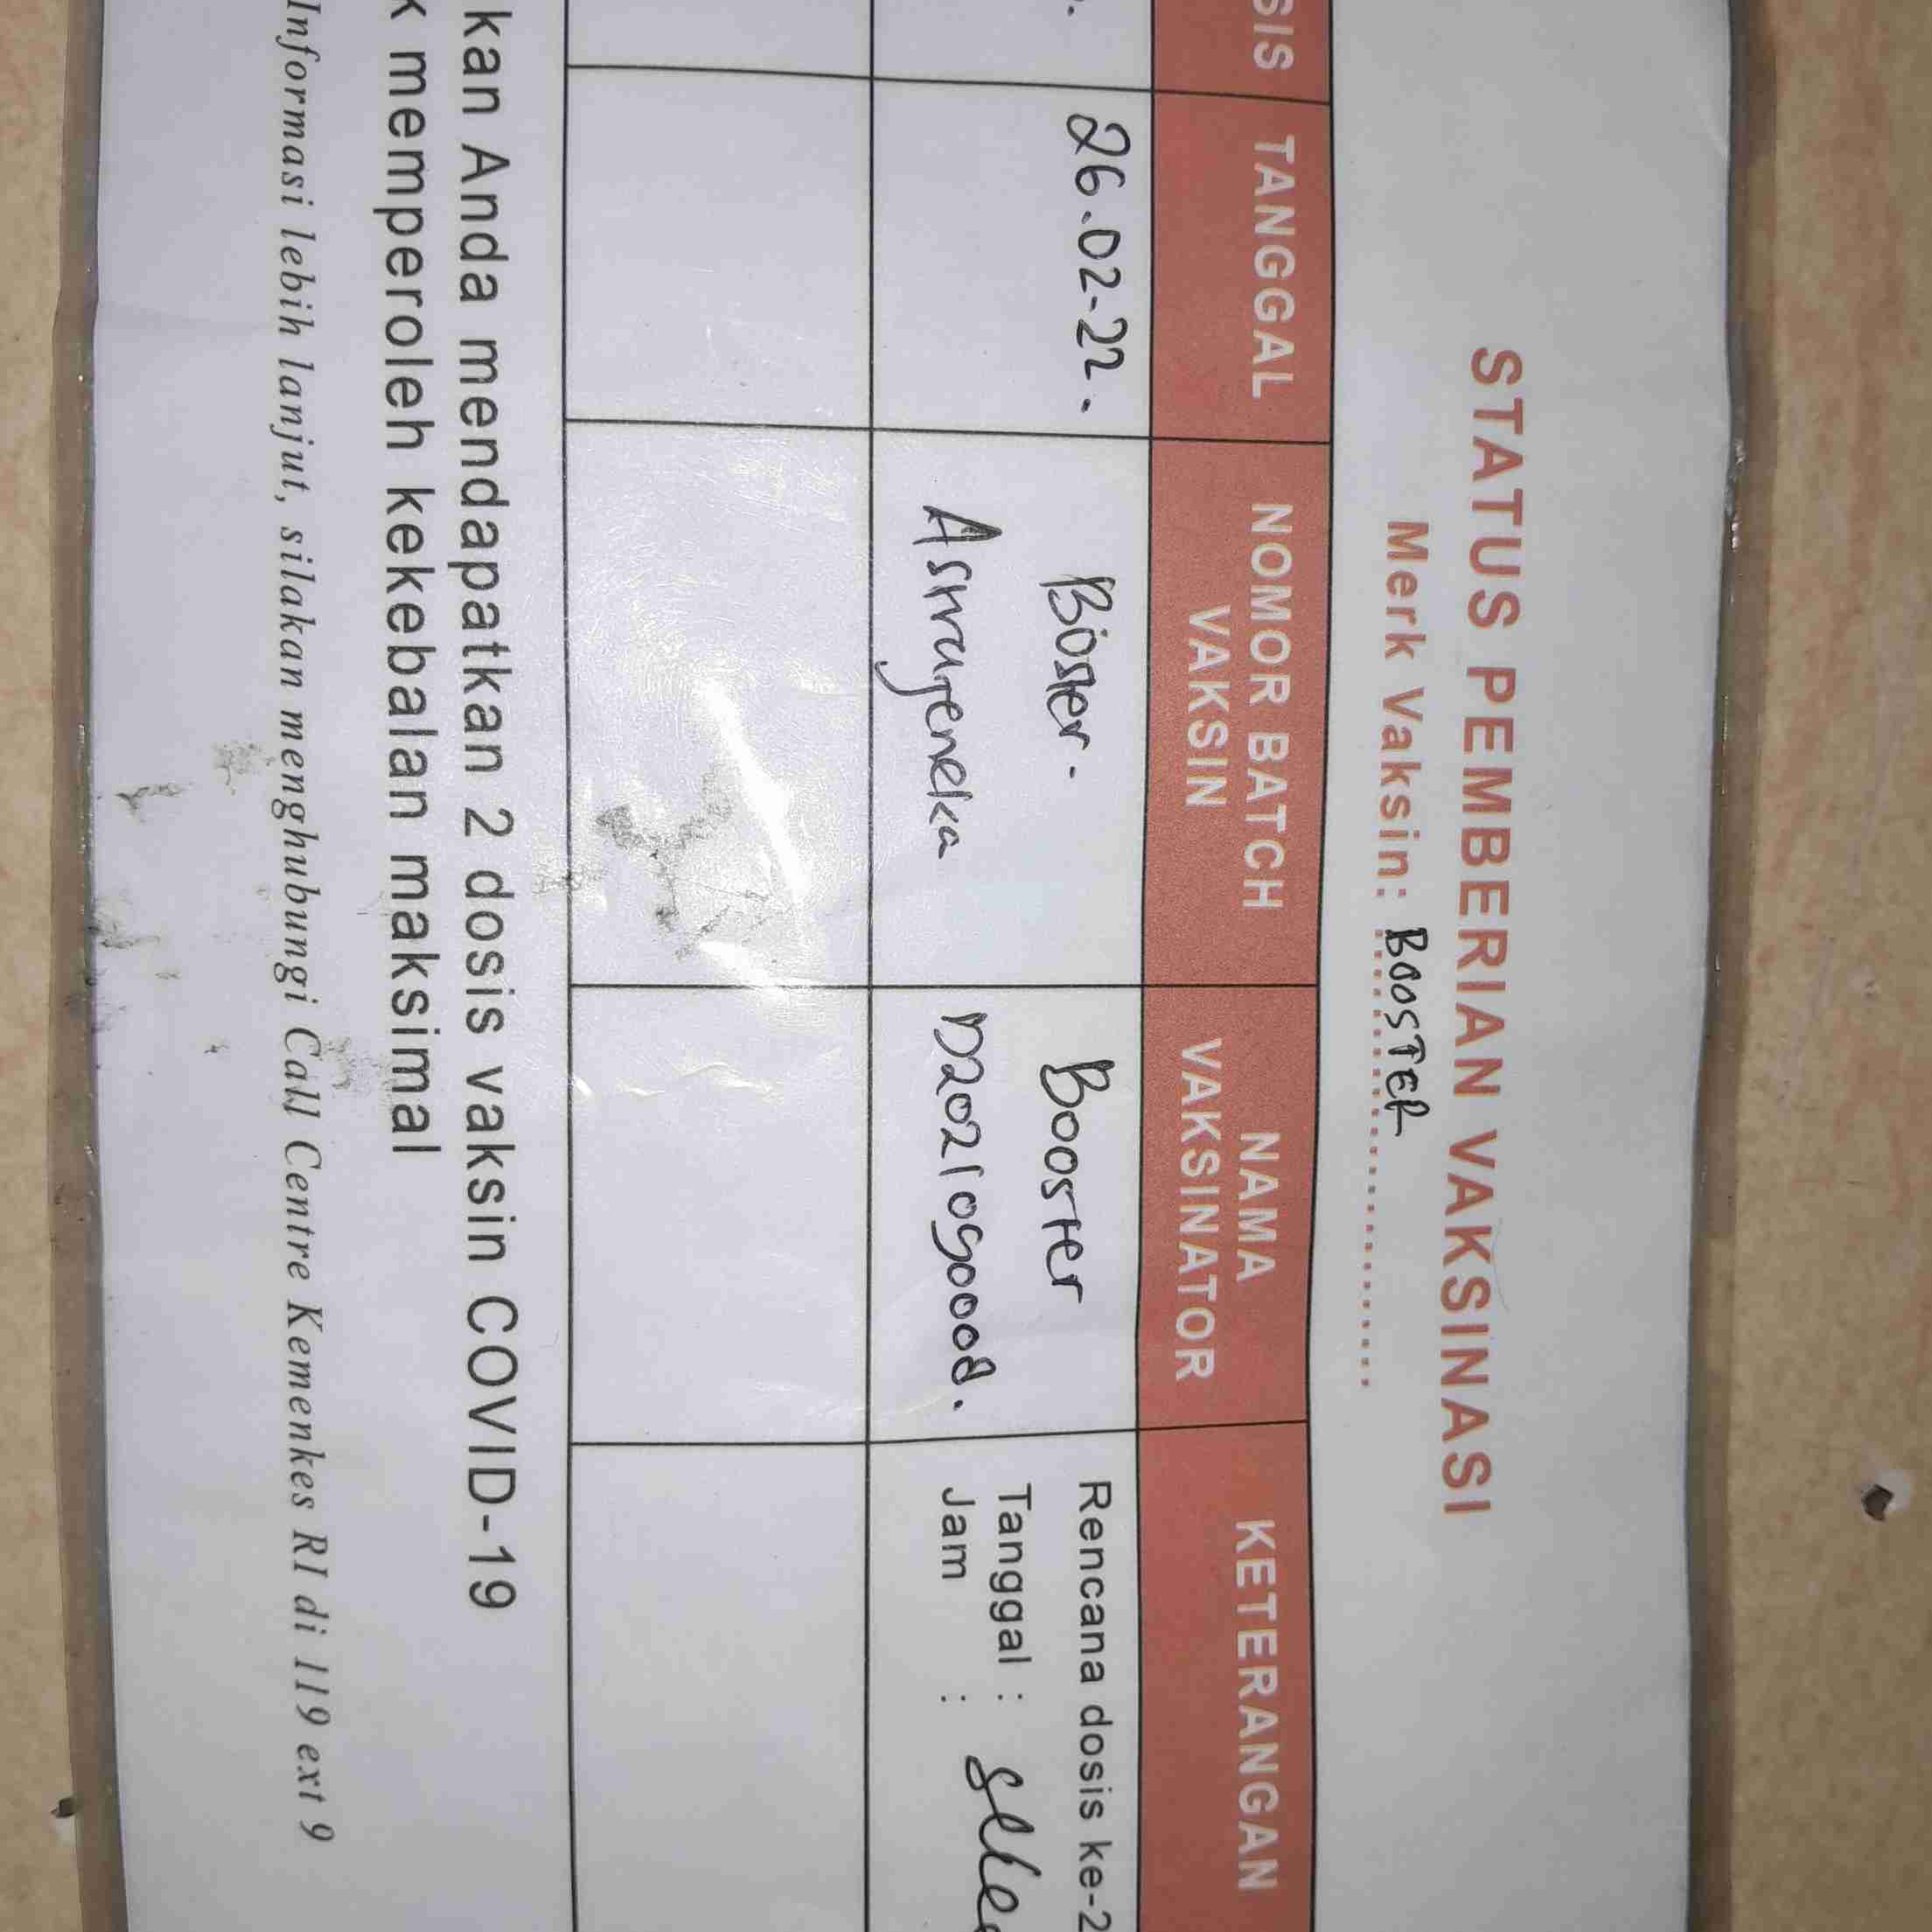 STATUS PEMBERIAN VAKSINASI
Merk Vaksin: BOOSTER
SIS
TANGGAL
NOMOR BATCH
VAKSIN
NAMA
VAKSINATOR
KETERANGAN
26.02-22.
Boster.
Astrageneka
Booster
Rencana dosis ke-2
Tanggal :
Jam :
kan Anda mendapatkan 2 dosis vaksin COVID-19
k memperoleh kekebalan maksimal
Informasi lebih lanjut, silakan menghubungi Call Centre Kemenkes RI di 119 ext 9